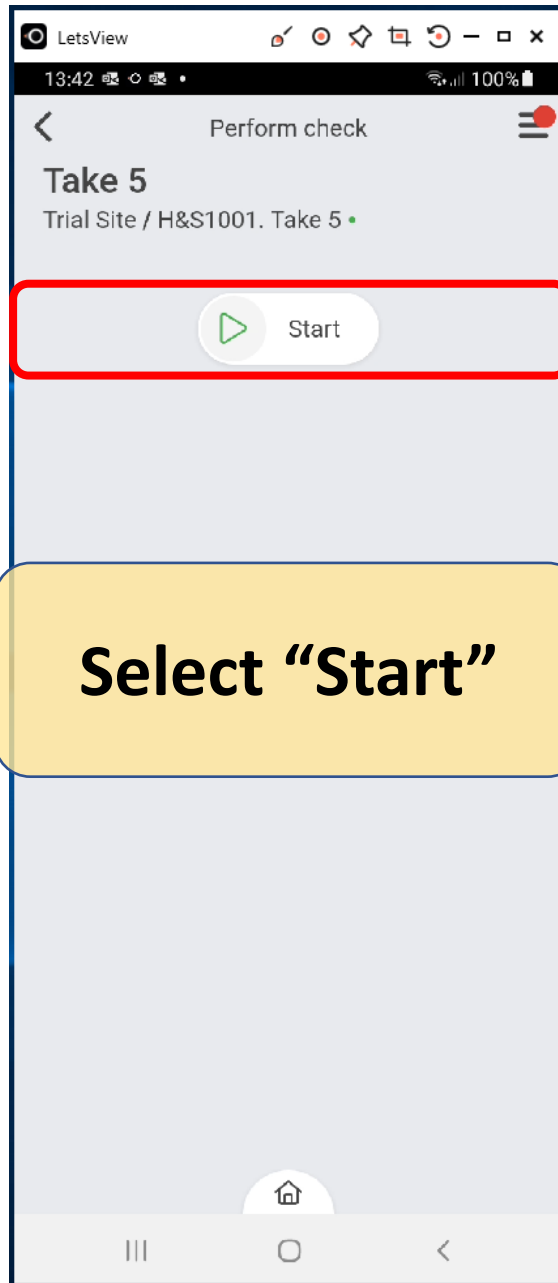 LetsView
13:42 100%
Perform check
Take 5
Trial Site / H&S1001. Take 5
Start
Select “Start”